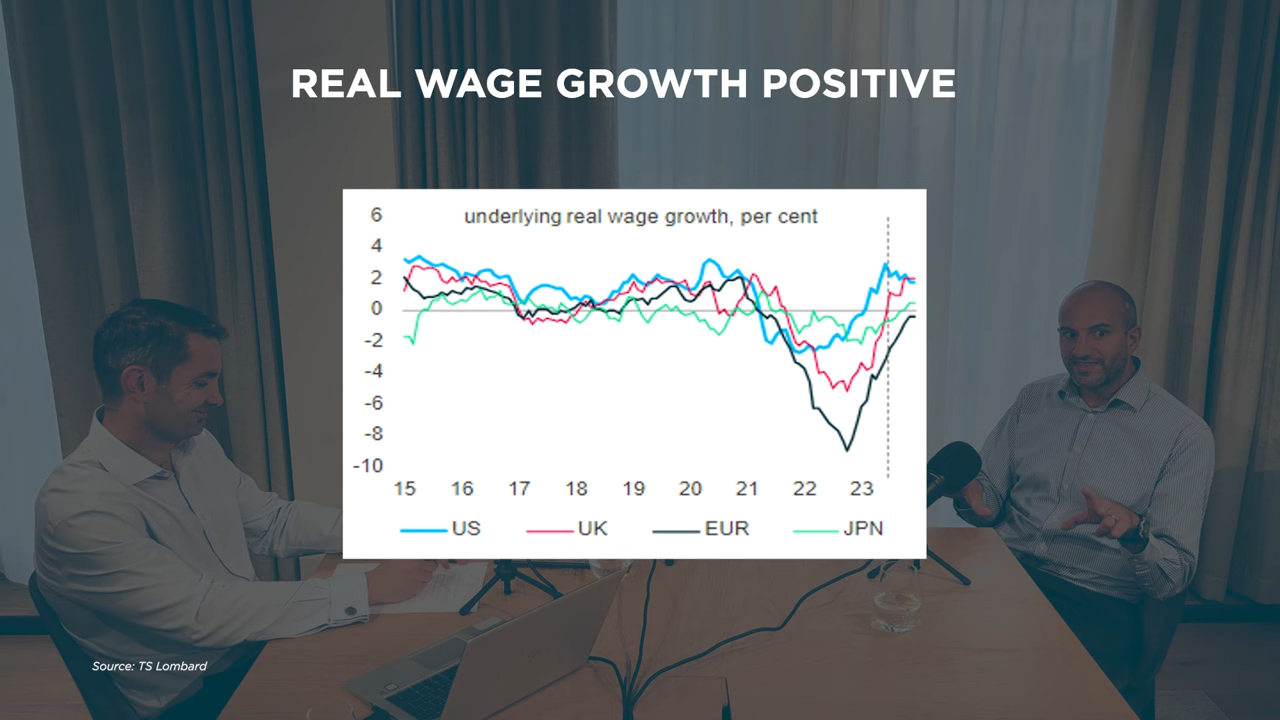 REAL WAGE GROWTH POSITIVE
underlying real wage growth, per cent
6
4
2
0
-2
-4
-6
-8
-10
15 16 17 18 19 20 21 22 23
US UK EUR JPN
Source: TS Lombard